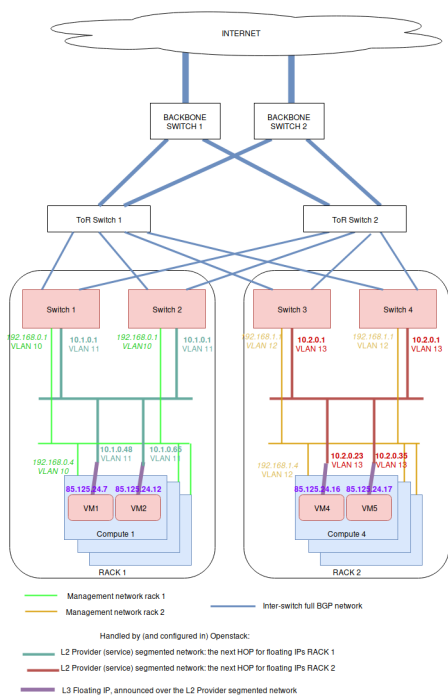 INTERNET
BACKBONE
SWITCH 1
BACKBONE
SWITCH 2
ToR Switch 1
ToR Switch 2
Switch 1
Switch 2
Switch 3
Switch 4
192.168.0.1
VLAN 10
10.1.0.1
VLAN 11
192.168.0.1
VLAN10
10.1.0.1
VLAN 11
192.168.1.1
VLAN 12
10.2.0.1
VLAN 13
192.168.1.1
VLAN 12
10.2.0.1
VLAN 13
192.168.0.4
VLAN 10
10.1.0.48
VLAN 11
10.1.0.65
VLAN 11
192.168.1.4
VLAN 12
10.2.0.23
VLAN 13
10.2.0.35
VLAN 13
85.125.24.7
85.125.24.12
85.125.24.16
85.125.24.17
VM1
VM2
VM4
VM5
Compute 1
Compute 4
RACK 1
RACK 2
Management network rack 1
Management network rack 2
Inter-switch full BGP network
Handled by (and configured in) Openstack:
L2 Provider (service) segmented network: the next HOP for floating IPs RACK 1
L2 Provider (service) segmented network: the next HOP for floating IPs RACK 2
L3 Floating IP, announced over the L2 Provider segmented network